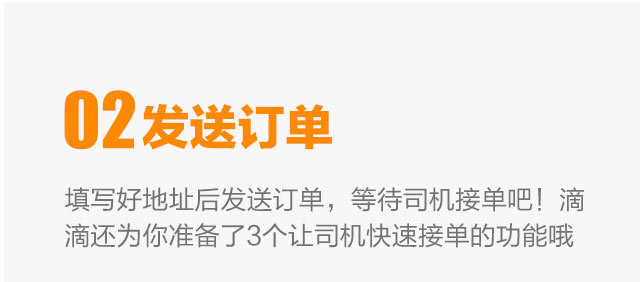 02发送订单
填写好地址后发送订单，等待司机接单吧！滴
滴还为你准备了3个让司机快速接单的功能哦